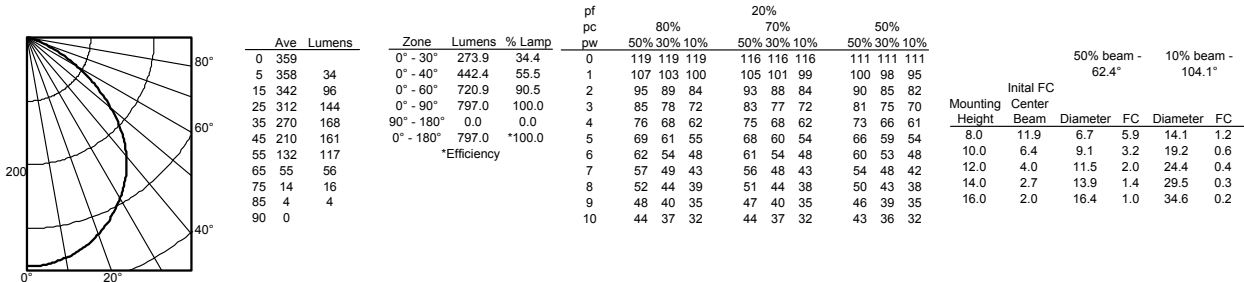 80°
60°
200
40°
0° 20°
Ave Lumens
0 359
5 358 34
15 342 96
25 312 144
35 270 168
45 210 161
55 132 117
65 55 56
75 14 16
85 4 4
90 0
Zone Lumens % Lamp
0° - 30° 273.9 34.4
0° - 40° 442.4 55.5
0° - 60° 720.9 90.5
0° - 90° 797.0 100.0
90° - 180° 0.0 0.0
0° - 180° 797.0 *100.0
*Efficiency
pf 20%
pc 80% 70% 50%
pw 50% 30% 10% 50% 30% 10% 50% 30% 10%
0 119 119 119 116 116 116 111 111 111
1 107 103 100 105 101 99 100 98 95
2 95 89 84 93 88 84 90 85 82
3 85 78 72 83 77 72 81 75 70
4 76 68 62 75 68 62 73 66 61
5 69 61 55 68 60 54 66 59 54
6 62 54 48 61 54 48 60 53 48
7 57 49 43 56 48 43 54 48 42
8 52 44 39 51 44 38 50 43 38
9 48 40 35 47 40 35 46 39 35
10 44 37 32 44 37 32 43 36 32
50% beam - 10% beam -
62.4° 104.1°
Inital FC
Mounting Center
Height Beam Diameter FC Diameter FC
8.0 11.9 6.7 5.9 14.1 1.2
10.0 6.4 9.1 3.2 19.2 0.6
12.0 4.0 11.5 2.0 24.4 0.4
14.0 2.7 13.9 1.4 29.5 0.3
16.0 2.0 16.4 1.0 34.6 0.2